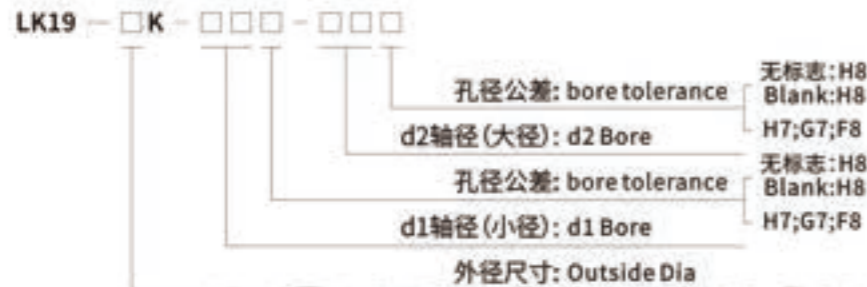 LK19 - □K - □□□ - □□□
无标志:H8
孔径公差: bore tolerance Blank:H8
H7;G7;F8
d2轴径(大径): d2 Bore
无标志:H8
孔径公差: bore tolerance Blank:H8
H7;G7;F8
d1轴径(小径): d1 Bore
外径尺寸: Outside Dia